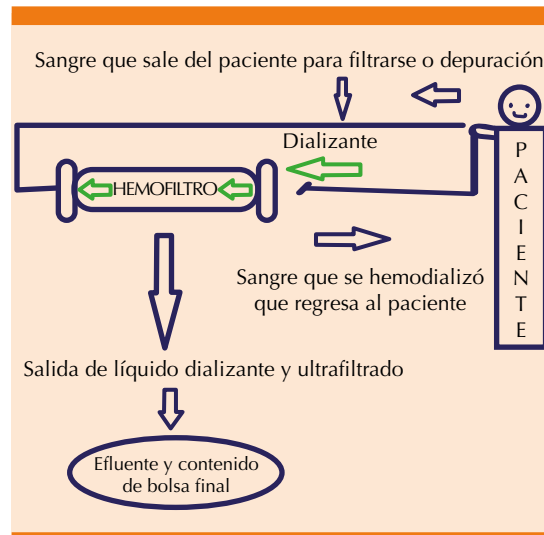 Sangre que sale del paciente para filtrarse o depuración
Dializante
HEMOFILTRO
PACIENTE
Sangre que se hemodializó
que regresa al paciente
Salida de líquido dializante y ultrafiltrado
Efluente y contenido
de bolsa final